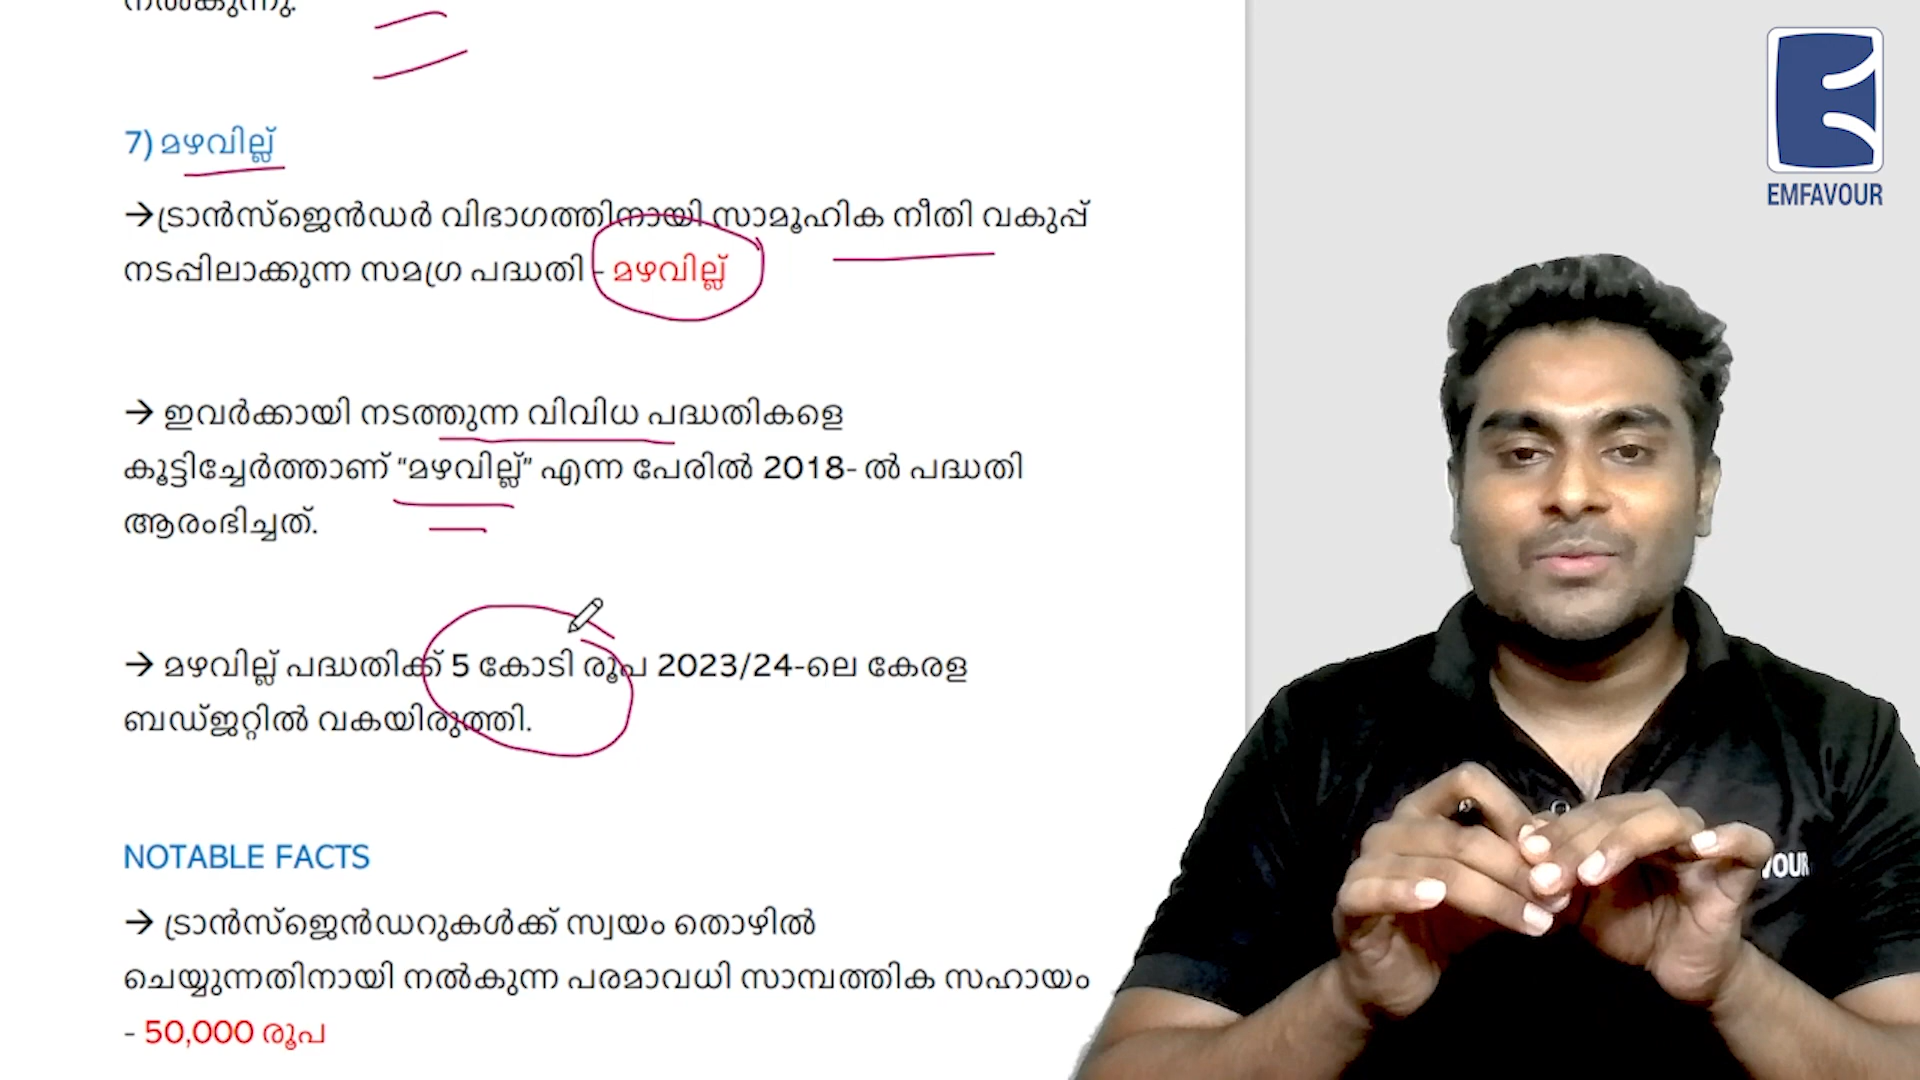 നൽകുന്നു.
7) മഴവില്ല്
→ട്രാൻസ്ജെൻഡർ വിഭാഗത്തിനായി സാമൂഹിക നീതി വകുപ്പ്
നടപ്പിലാക്കുന്ന സമഗ്ര പദ്ധതി - മഴവില്ല്
→ ഇവർക്കായി നടത്തുന്ന വിവിധ പദ്ധതികളെ
കൂട്ടിച്ചേർത്താണ് “മഴവില്ല്” എന്ന പേരിൽ 2018- ൽ പദ്ധതി
ആരംഭിച്ചത്.
→ മഴവില്ല് പദ്ധതിക്ക് 5 കോടി രൂപ 2023/24-ലെ കേരള
ബഡ്ജറ്റിൽ വകയിരുത്തി.
NOTABLE FACTS
→ ട്രാൻസ്ജെൻഡറുകൾക്ക് സ്വയം തൊഴിൽ
ചെയ്യുന്നതിനായി നൽകുന്ന പരമാവധി സാമ്പത്തിക സഹായം
- 50,000 രൂപ
EMFAVOUR
VOUR